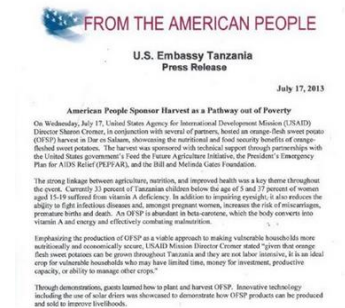 FROM THE AMERICAN PEOPLE
U.S. Embassy Tanzania
Press Release
July 17, 2013
American People Sponsor Harvest as a Pathway out of Poverty
On Wednesday, July 17, United States Agency for International Development Mission (USAID)
Director Sharon Cromer, in conjunction with several of partners, hosted an orange-flesh sweet potato
(OFSP) harvest in Dar es Salaam, showcasing the nutritional and food security benefits of orange-
fleshed sweet potatoes. The harvest was sponsored with technical support through partnerships with
the United States government's Feed the Future Agriculture Initiative, the President's Emergency
Plan for AIDS Relief (PEPFAR), and the Bill and Melinda Gates Foundation.
The strong linkage between agriculture, nutrition, and improved health was a key theme throughout
the event. Currently 33 percent of Tanzanian children below the age of 5 and 37 percent of women
aged 15-19 suffered from vitamin A deficiency. In addition to impairing eyesight, it also reduces the
ability to fight infectious diseases and, amongst pregnant women, increases the risk of miscarriages,
premature births and death. An OFSP is abundant in beta-carotene, which the body converts into
vitamin A and energy and effectively combating malnutrition.
Emphasizing the production of OFSP as a viable approach to making vulnerable households more
nutritionally and economically secure, USAID Mission Director Cromer stated "given that orange
flesh sweet potatoes can be grown throughout Tanzania and they are not labor intensive, it is an ideal
crop for vulnerable households who may have limited time, money for investment, productive
capacity, or ability to manage other crops."
Through demonstrations, guests learned how to plant and harvest OFSP. Innovative technology
including the use of solar driers was showcased to demonstrate how OFSP products can be produced
and sold to improve livelihoods.